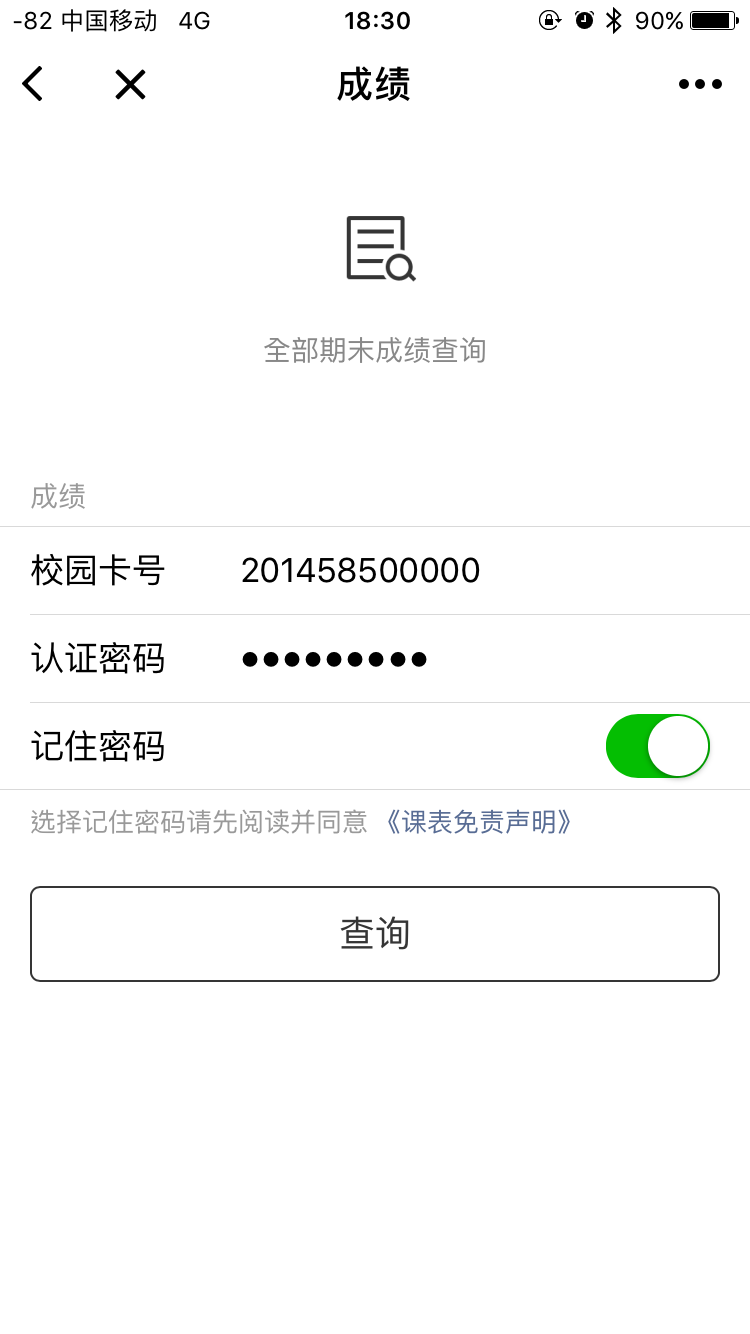 -82 中国移动 4G 18:30 90%
成绩
全部期末成绩查询
成绩
校园卡号 201458500000
认证密码 ●●●●●●●●●
记住密码
选择记住密码请先阅读并同意 《课表免责声明》
查询